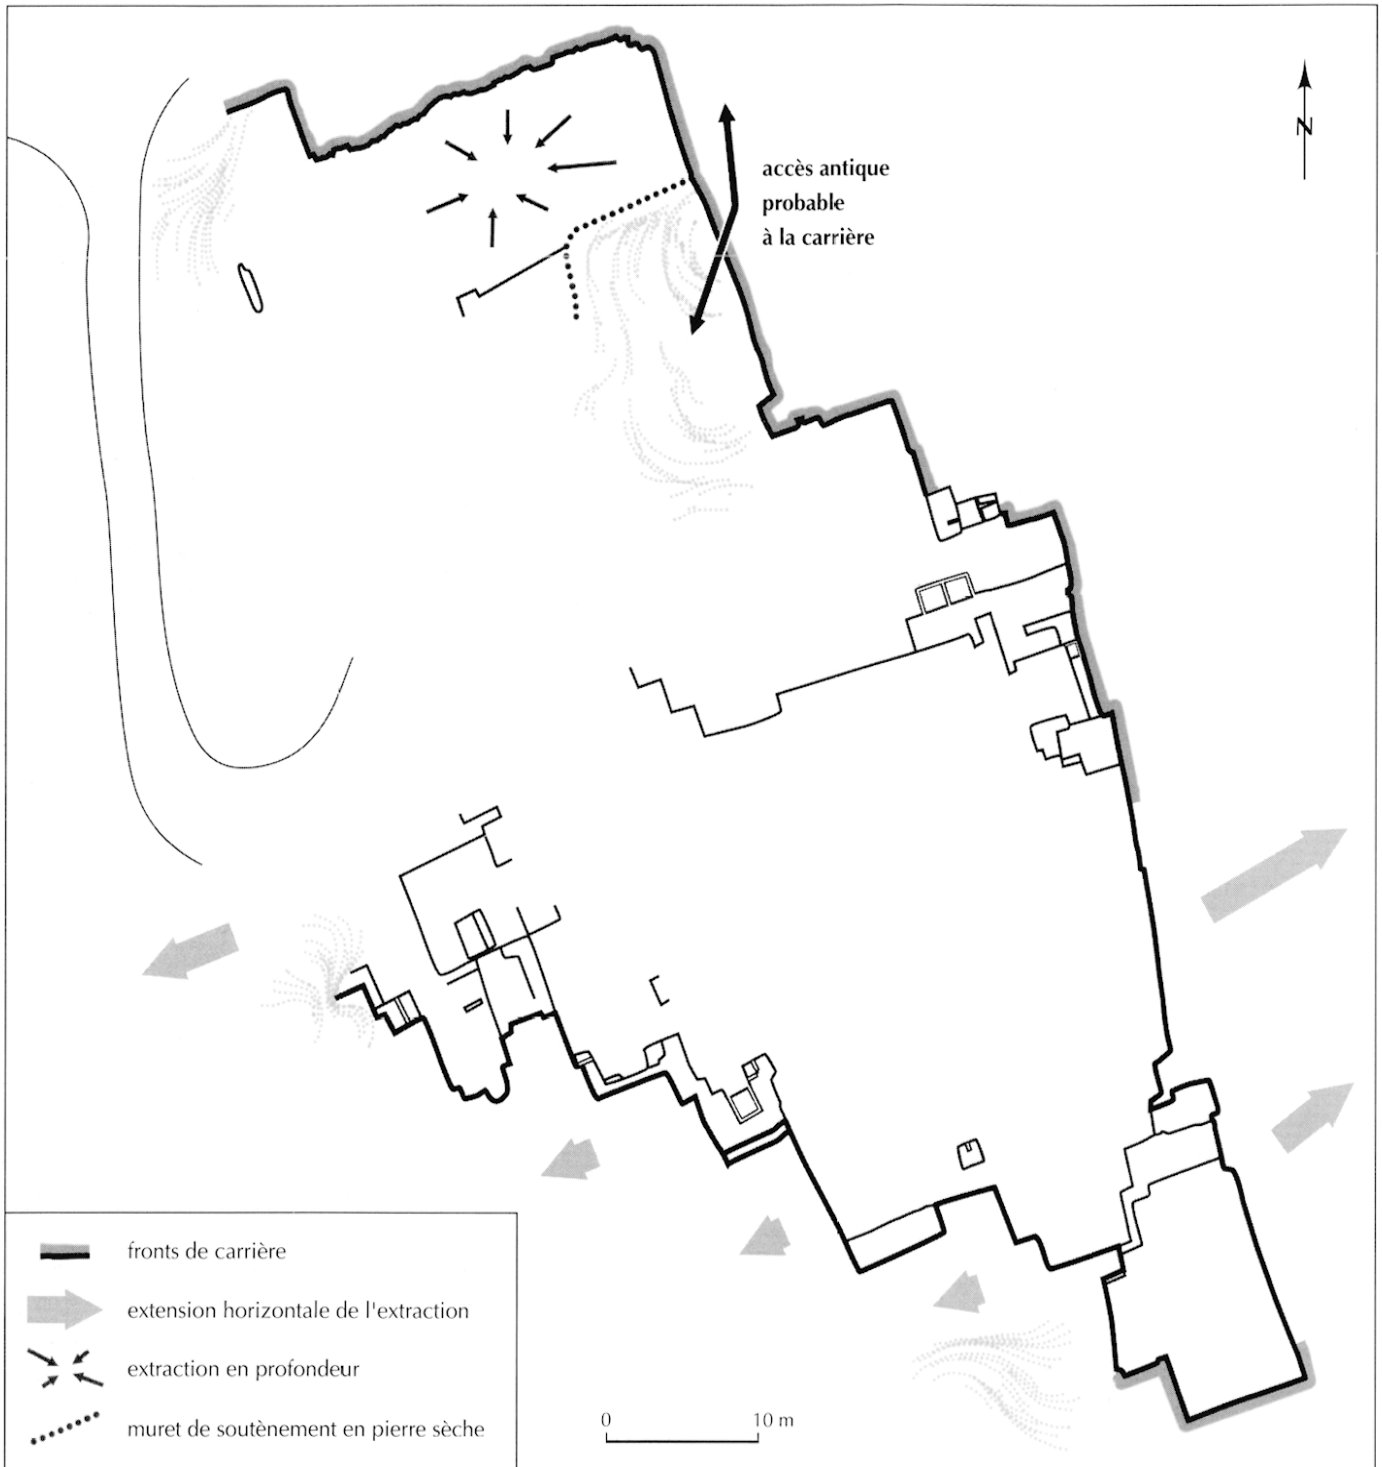 N
accès antique
probable
à la carrière
fronts de carrière
extension horizontale de l'extraction
extraction en profondeur
muret de soutènement en pierre sèche
0 10 m